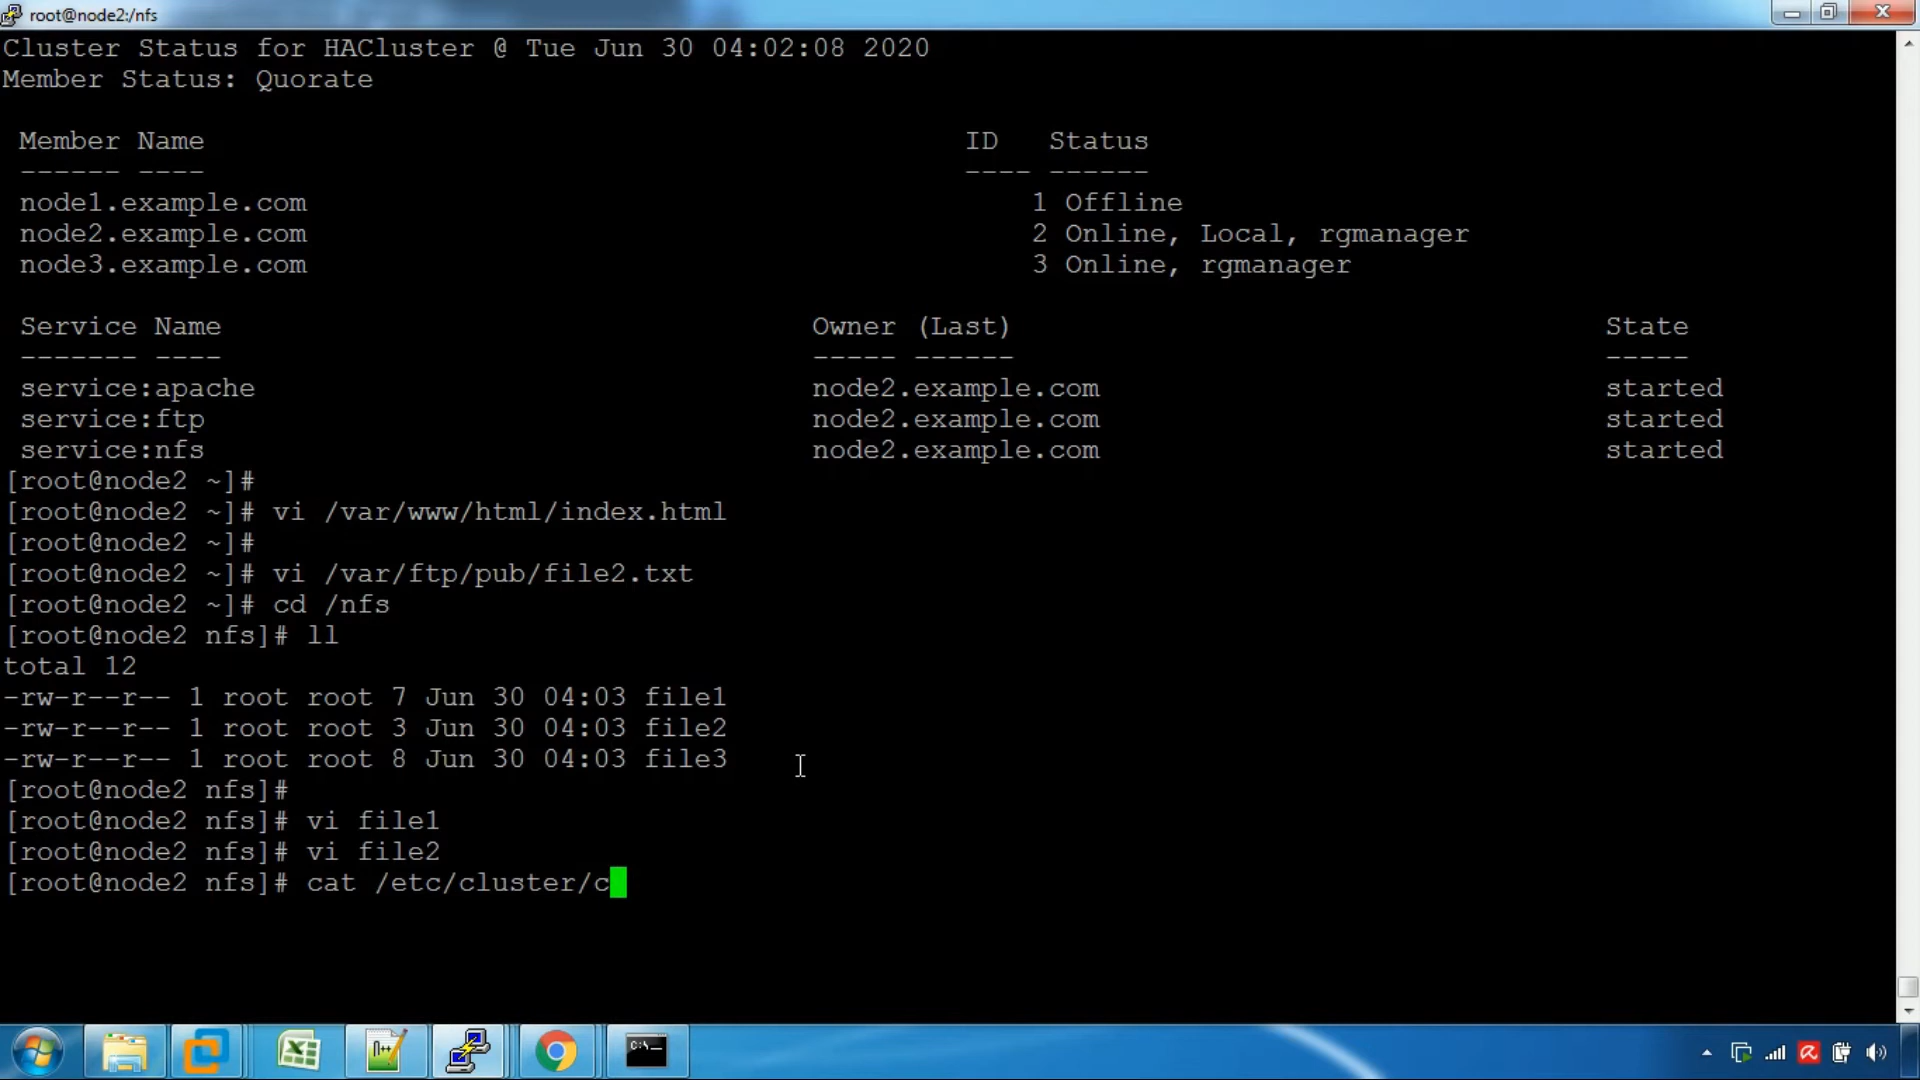 root@node2:/nfs
Cluster Status for HACluster @ Tue Jun 30 04:02:08 2020
Member Status: Quorate
Member Name ID Status
------ ---- ---- ------
node1.example.com 1 Offline
node2.example.com 2 Online, Local, rgmanager
node3.example.com 3 Online, rgmanager
Service Name Owner (Last) State
------- ---- ----- ------ -----
service:apache node2.example.com started
service:ftp node2.example.com started
service:nfs node2.example.com started
[root@node2 ~]#
[root@node2 ~]# vi /var/www/html/index.html
[root@node2 ~]#
[root@node2 ~]# vi /var/ftp/pub/file2.txt
[root@node2 ~]# cd /nfs
[root@node2 nfs]# ll
total 12
-rw-r--r-- 1 root root 7 Jun 30 04:03 file1
-rw-r--r-- 1 root root 3 Jun 30 04:03 file2
-rw-r--r-- 1 root root 8 Jun 30 04:03 file3
[root@node2 nfs]#
[root@node2 nfs]# vi file1
[root@node2 nfs]# vi file2
[root@node2 nfs]# cat /etc/cluster/c
C:\